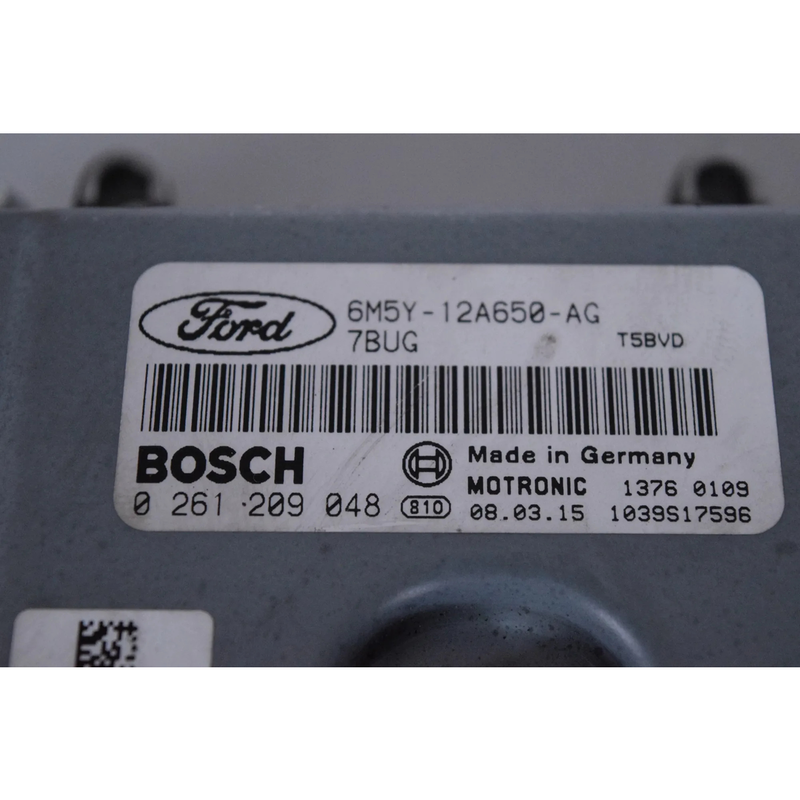 Ford 6M5Y-12A650-AG
7BUG T5BVD
BOSCH Made in Germany
MOTRONIC 1376 0109
0 261 209 048 810 08.03.15 1039S17596